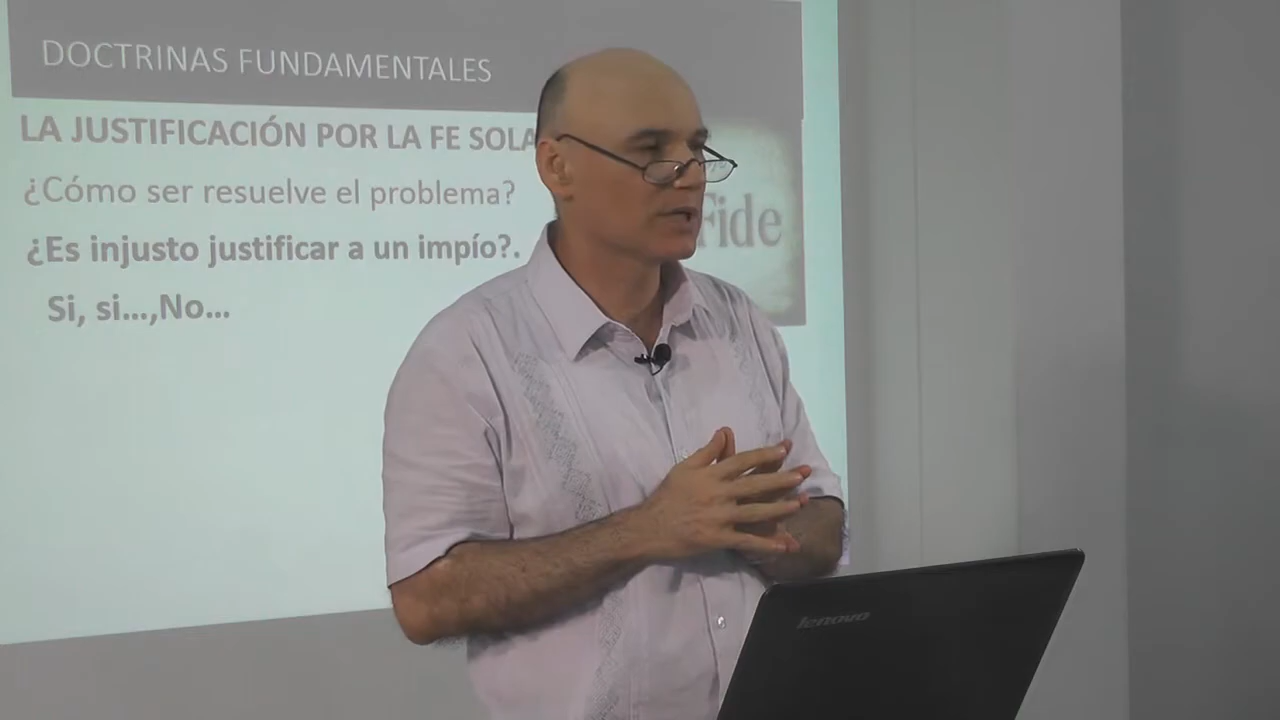 DOCTRINAS FUNDAMENTALES
LA JUSTIFICACIÓN POR LA FE SOLA
¿Cómo ser resuelve el problema?
¿Es injusto justificar a un impío?.
Si, si...,No...
Fide
lenovo